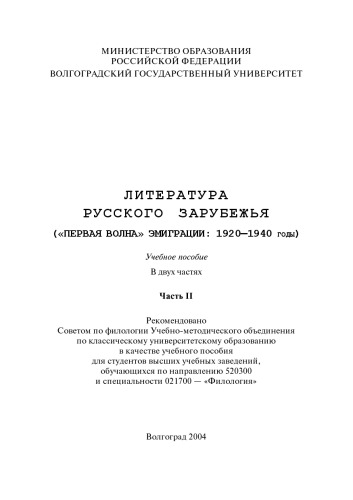 МИНИСТЕРСТВО ОБРАЗОВАНИЯ
РОССИЙСКОЙ ФЕДЕРАЦИИ
ВОЛГОГРАДСКИЙ ГОСУДАРСТВЕННЫЙ УНИВЕРСИТЕТ
ЛИТЕРАТУРА
РУССКОГО ЗАРУБЕЖЬЯ
(«ПЕРВАЯ ВОЛНА» ЭМИГРАЦИИ: 1920—1940 годы)
Учебное пособие
В двух частях
Часть II
Рекомендовано
Советом по филологии Учебно-методического объединения
по классическому университетскому образованию
в качестве учебного пособия
для студентов высших учебных заведений,
обучающихся по направлению 520300
и специальности 021700 — «Филология»
Волгоград 2004